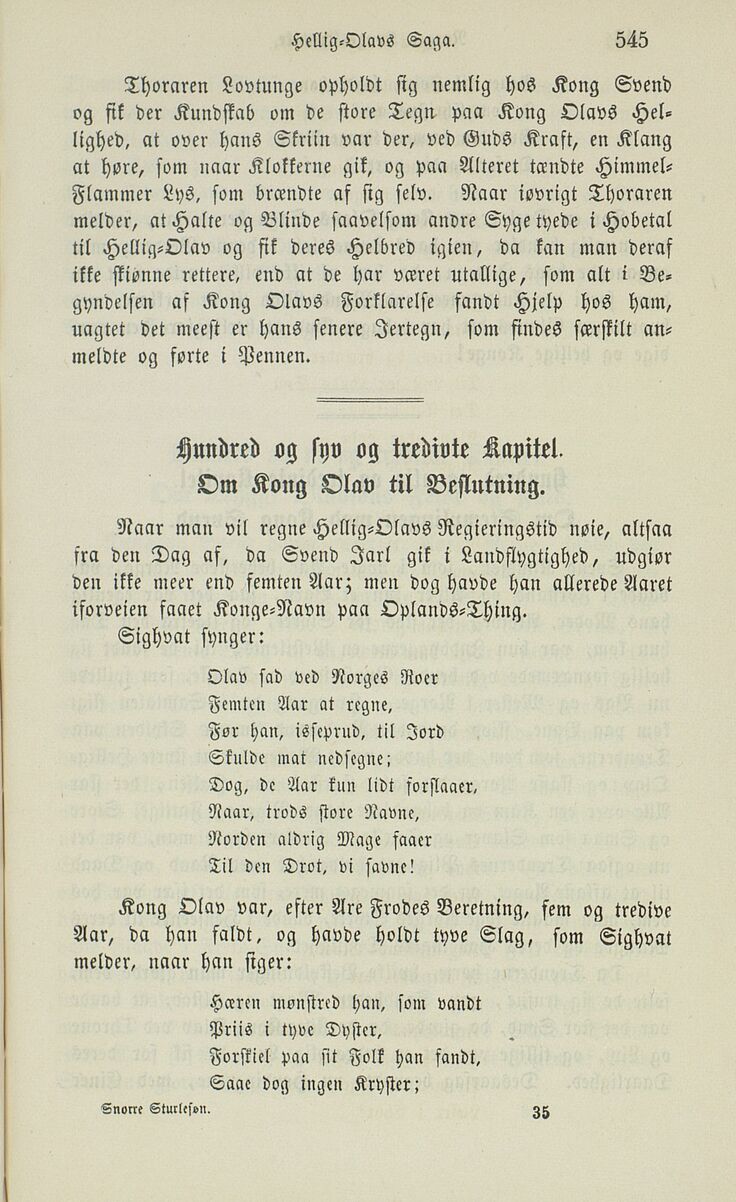 Hellig-Olavs Saga. 545
Thoraren Lovtunge opholdt sig nemlig hos Kong Svend
og fik der Kundskab om de store Tegn paa Kong Olavs Hel-
lighed, at over hans Skriin var der, ved Guds Kraft, en Klang
at høre, som naar Klokkerne gik, og paa Alteret tændte Himmel-
Flammer Lys, som brændte af sig selv. Naar iøvrigt Thoraren
melder, at Halte og Blinde saavelsom andre Syge tyede i Hobetal
til Hellig-Olav og fik deres Helbred igien, da kan man deraf
ikke skiønne rettere, end at de har været utallige, som alt i Be-
gyndelsen af Kong Olavs Forklarelse fandt Hjelp hos ham,
uagtet det meest er hans senere Jertegn, som findes særskilt an-
meldte og førte i Pennen.
Hundred og syv og tredivte Kapitel.
Om Kong Olav til Beslutning.
Naar man vil regne Hellig-Olavs Regieringstid nøie, altsaa
fra den Dag af, da Svend Jarl gik i Landflygtighed, udgiør
den ikke meer end femten Aar; men dog havde han allerede Aaret
iforveien faaet Konge-Navn paa Oplands-Thing.
Sighvat synger:
Olav sad ved Norges Roer
Femten Aar at regne,
Før han, isseprud, til Jord
Skulde mat nedsegne;
Dog, de Aar kun lidt forslaaer,
Naar, trods store Navne,
Norden aldrig Mage faaer
Til den Drot, vi savne!
Kong Olav var, efter Are Frodes Beretning, fem og tredive
Aar, da han faldt, og havde holdt tyve Slag, som Sighvat
melder, naar han siger:
Hæren mønstred han, som vandt
Priis i tyve Dyster,
Forskiel paa sit Folk han fandt,
Saae dog ingen Kryster;
Snorre Sturlesøn. 35